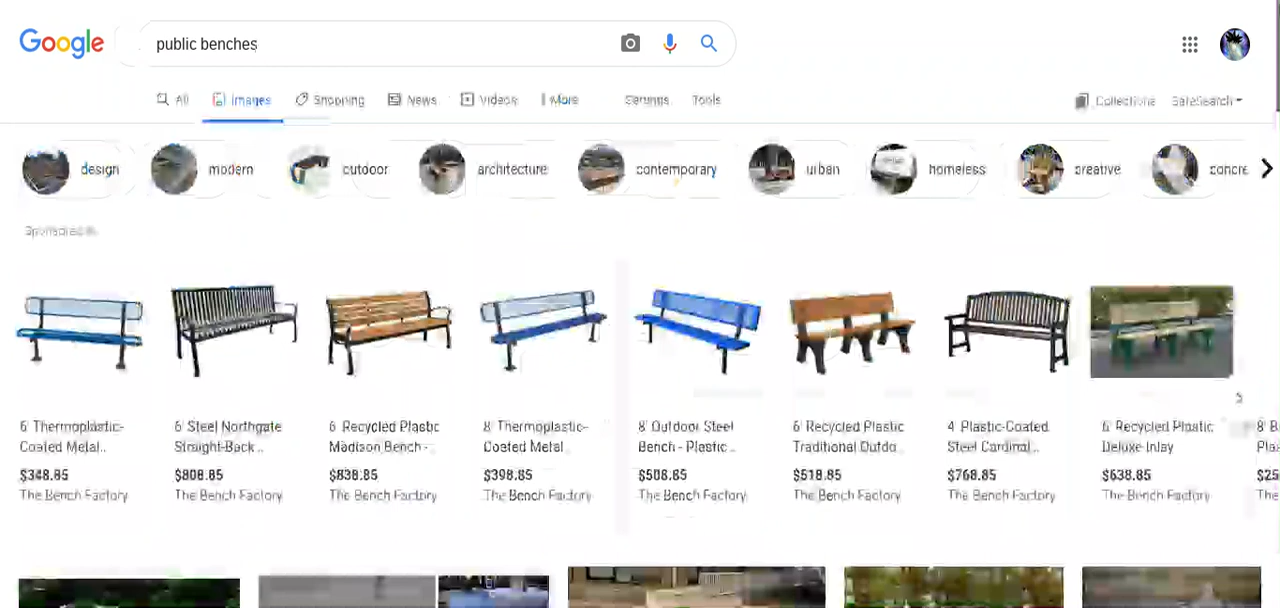 Google
public benches
All Images Shopping News Videos More Settings Tools Collections SafeSearch
design modern outdoor architecture contemporary urban homeless creative concre
Sponsored
6' Thermoplastic-
Coated Metal...
$348.85
The Bench Factory
6' Steel Northgate
Straight-Back ...
$808.85
The Bench Factory
6' Recycled Plastic
Madison Bench -
$838.85
The Bench Factory
8' Thermoplastic-
Coated Metal
$398.85
The Bench Factory
8' Outdoor Steel
Bench - Plastic ...
$508.85
The Bench Factory
6' Recycled Plastic
Traditional Outdo...
$518.85
The Bench Factory
4' Plastic-Coated
Steel Cardinal...
$768.85
The Bench Factory
6' Recycled Plastic
Deluxe Inlay
$638.85
The Bench Factory
8' B
Plas
$25
The